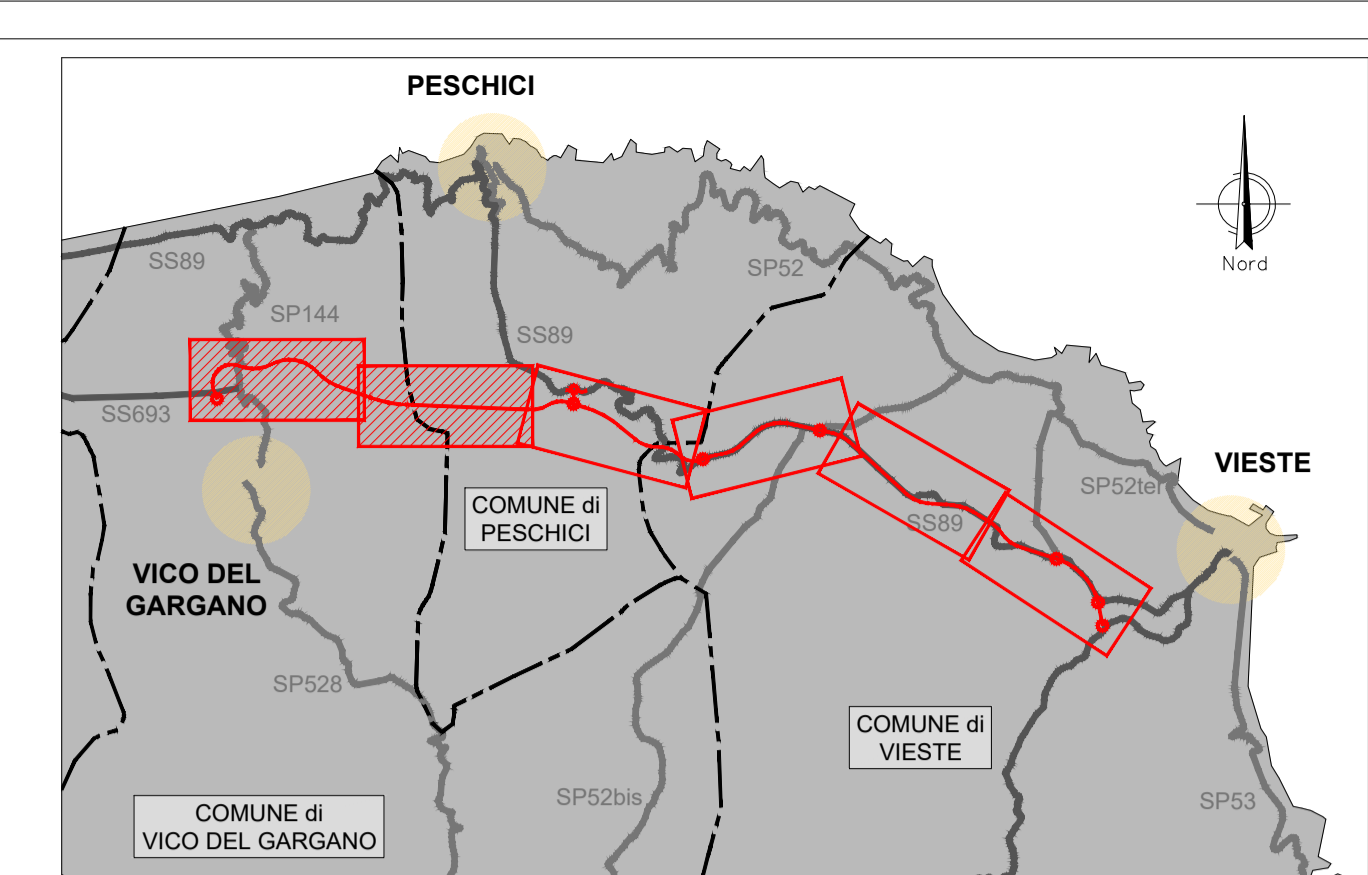 PESCHICI
Nord
SS89
SP52
SP144
SS89
SS693
VIESTE
SP52ter
COMUNE di
PESCHICI
SS89
VICO DEL
GARGANO
SP528
COMUNE di
VIESTE
SP52bis
SP53
COMUNE di
VICO DEL GARGANO